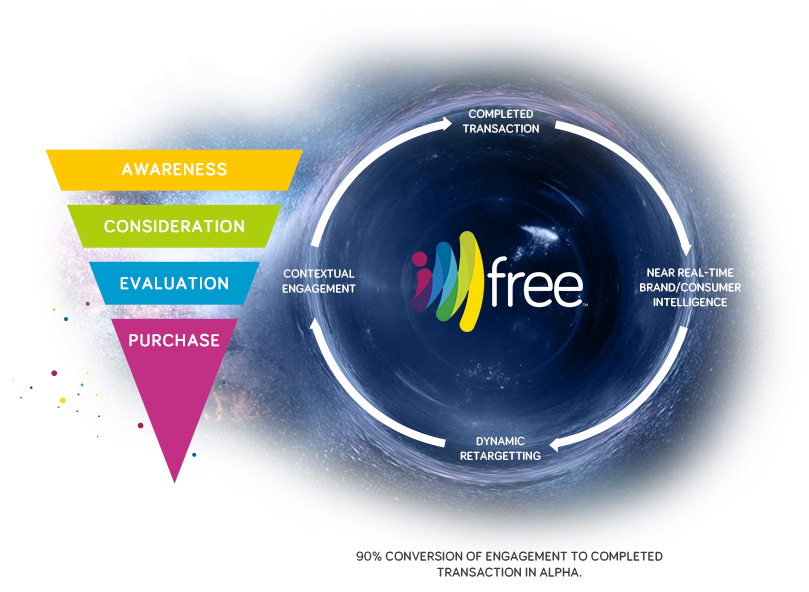 AWARENESS
CONSIDERATION
EVALUATION
PURCHASE
COMPLETED
TRANSACTION
NEAR REAL-TIME
BRAND/CONSUMER
INTELLIGENCE
DYNAMIC
RETARGETTING
CONTEXTUAL
ENGAGEMENT
free™
90% CONVERSION OF ENGAGEMENT TO COMPLETED
TRANSACTION IN ALPHA.